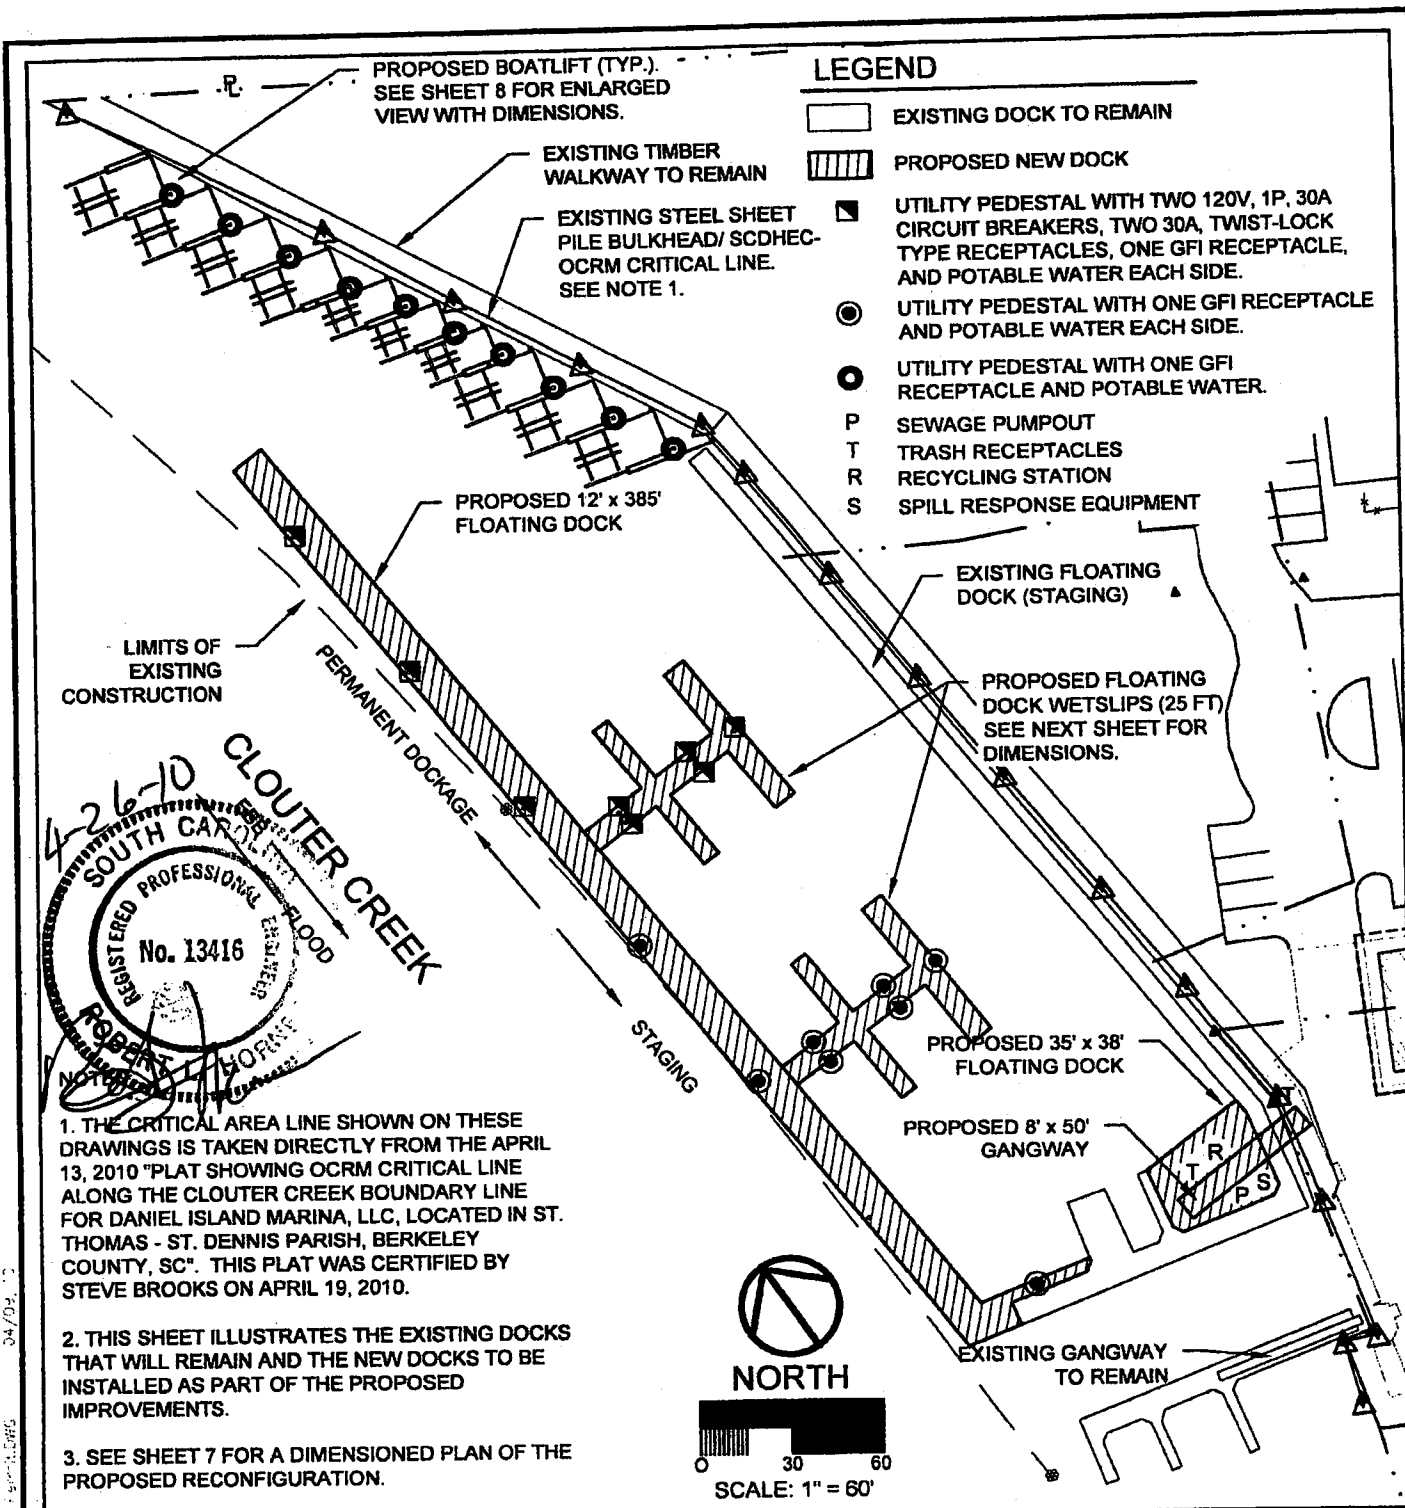 PROPOSED BOATLIFT (TYP.).
SEE SHEET 8 FOR ENLARGED
VIEW WITH DIMENSIONS.
EXISTING TIMBER
WALKWAY TO REMAIN
EXISTING STEEL SHEET
PILE BULKHEAD/ SCDHEC-
OCRM CRITICAL LINE.
SEE NOTE 1.
LEGEND
EXISTING DOCK TO REMAIN
PROPOSED NEW DOCK
UTILITY PEDESTAL WITH TWO 120V, 1P, 30A
CIRCUIT BREAKERS, TWO 30A, TWIST-LOCK
TYPE RECEPTACLES, ONE GFI RECEPTACLE,
AND POTABLE WATER EACH SIDE.
UTILITY PEDESTAL WITH ONE GFI RECEPTACLE
AND POTABLE WATER EACH SIDE.
UTILITY PEDESTAL WITH ONE GFI
RECEPTACLE AND POTABLE WATER.
P SEWAGE PUMPOUT
T TRASH RECEPTACLES
R RECYCLING STATION
S SPILL RESPONSE EQUIPMENT
PROPOSED 12' x 385'
FLOATING DOCK
EXISTING FLOATING
DOCK (STAGING)
LIMITS OF
EXISTING
CONSTRUCTION
PERMANENT DOCKAGE
PROPOSED FLOATING
DOCK WETSLIPS (25 FT)
SEE NEXT SHEET FOR
DIMENSIONS.
CLOUTER CREEK
4-26-10
EBB
FLOOD
SOUTH CAROLINA
REGISTERED PROFESSIONAL ENGINEER
No. 13416
ROBERT L. HORNE
STAGING
PROPOSED 35' x 38'
FLOATING DOCK
PROPOSED 8' x 50'
GANGWAY
T
R
T
P
S
1. THE CRITICAL AREA LINE SHOWN ON THESE
DRAWINGS IS TAKEN DIRECTLY FROM THE APRIL
13, 2010 "PLAT SHOWING OCRM CRITICAL LINE
ALONG THE CLOUTER CREEK BOUNDARY LINE
FOR DANIEL ISLAND MARINA, LLC, LOCATED IN ST.
THOMAS - ST. DENNIS PARISH, BERKELEY
COUNTY, SC". THIS PLAT WAS CERTIFIED BY
STEVE BROOKS ON APRIL 19, 2010.
2. THIS SHEET ILLUSTRATES THE EXISTING DOCKS
THAT WILL REMAIN AND THE NEW DOCKS TO BE
INSTALLED AS PART OF THE PROPOSED
IMPROVEMENTS.
3. SEE SHEET 7 FOR A DIMENSIONED PLAN OF THE
PROPOSED RECONFIGURATION.
NORTH
0 30 60
SCALE: 1" = 60'
EXISTING GANGWAY
TO REMAIN